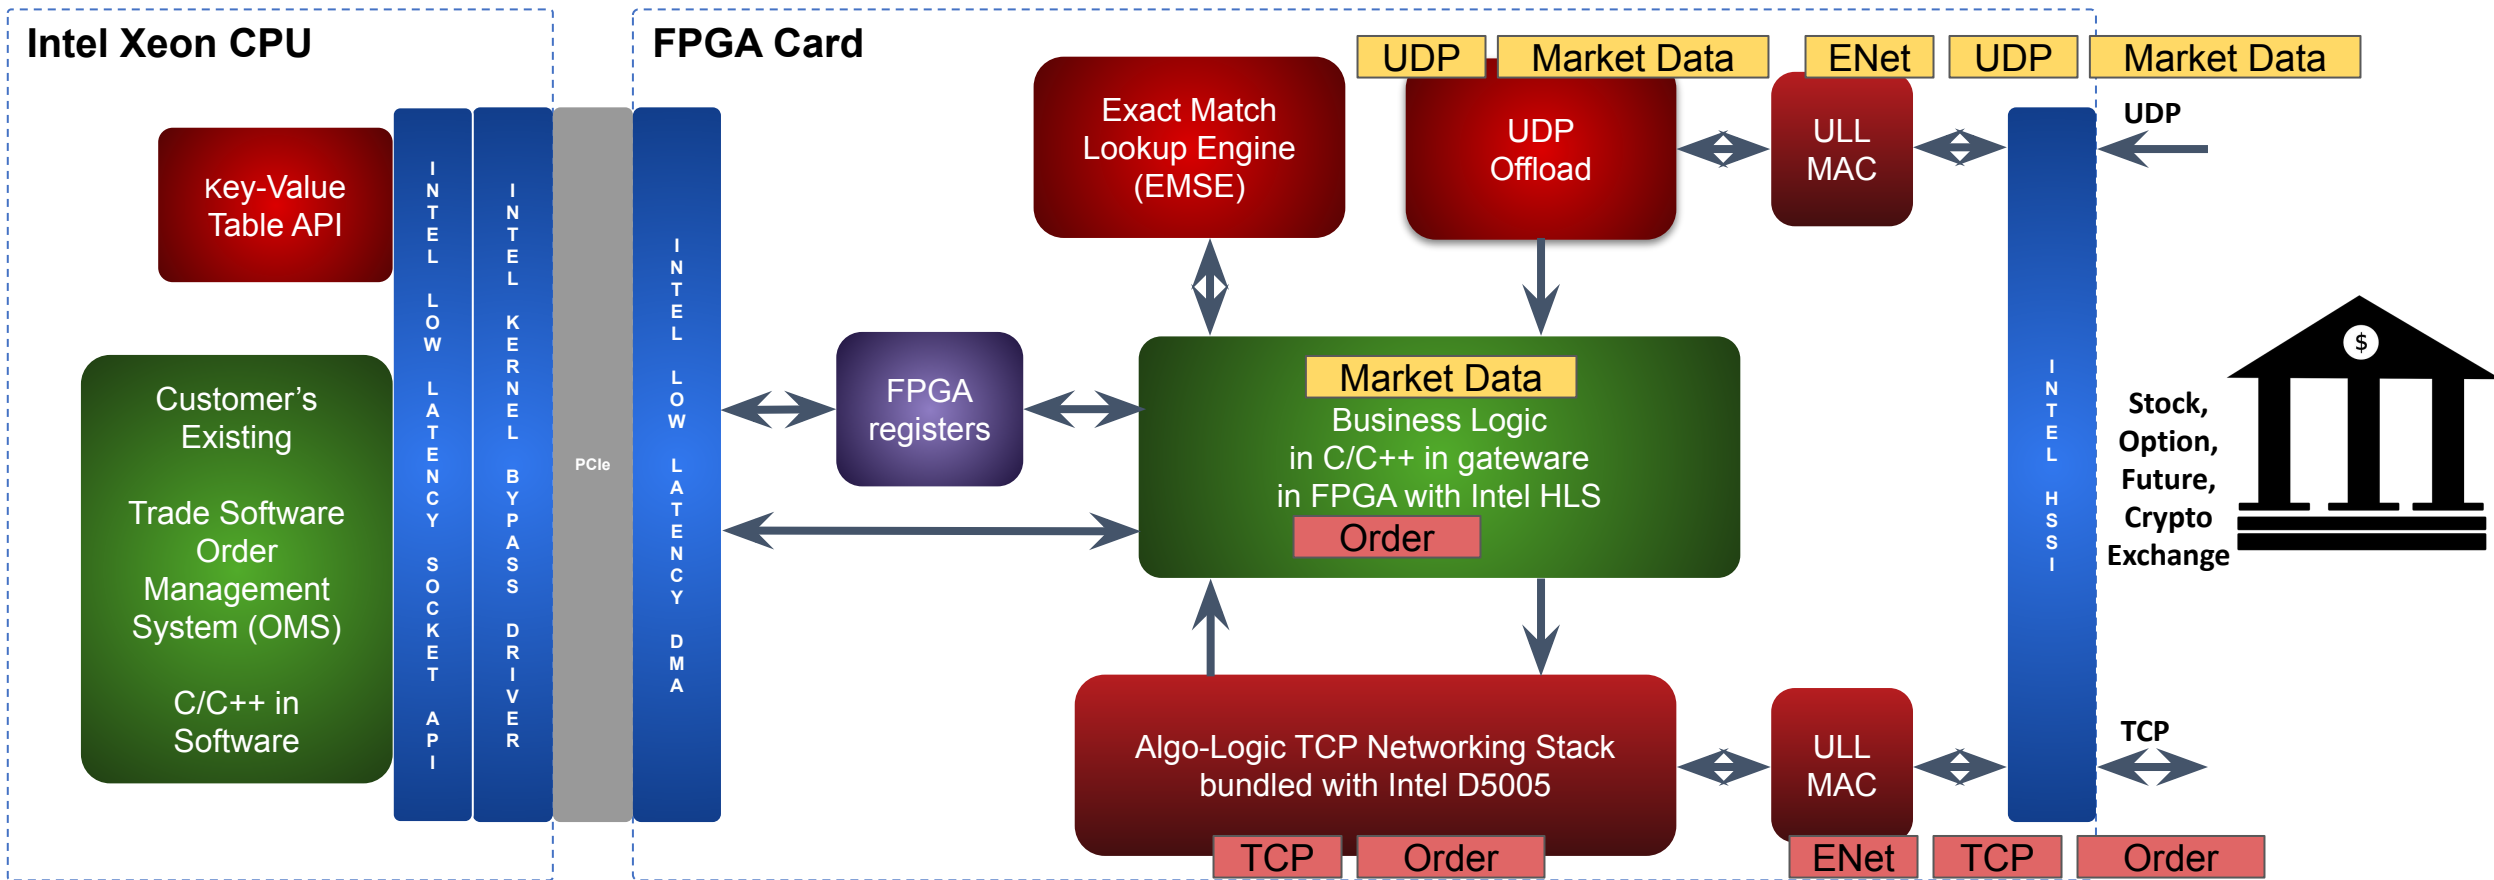 Intel Xeon CPU
FPGA Card
UDP
Market Data
ENet
UDP
Market Data
Key-Value
Table API
Customer's
Existing
Trade Software
Order
Management
System (OMS)
C/C++ in
Software
INTEL LOW LATENCY SOCKET API
INTEL KERNEL BYPASS DRIVER
PCIe
INTEL LOW LATENCY DMA
Exact Match
Lookup Engine
(EMSE)
UDP
Offload
ULL
MAC
UDP
FPGA
registers
Market Data
Business Logic
in C/C++ in gateware
in FPGA with Intel HLS
Order
INTEL HSSI
Stock,
Option,
Future,
Crypto
Exchange
$
Algo-Logic TCP Networking Stack
bundled with Intel D5005
ULL
MAC
TCP
TCP
Order
ENet
TCP
Order